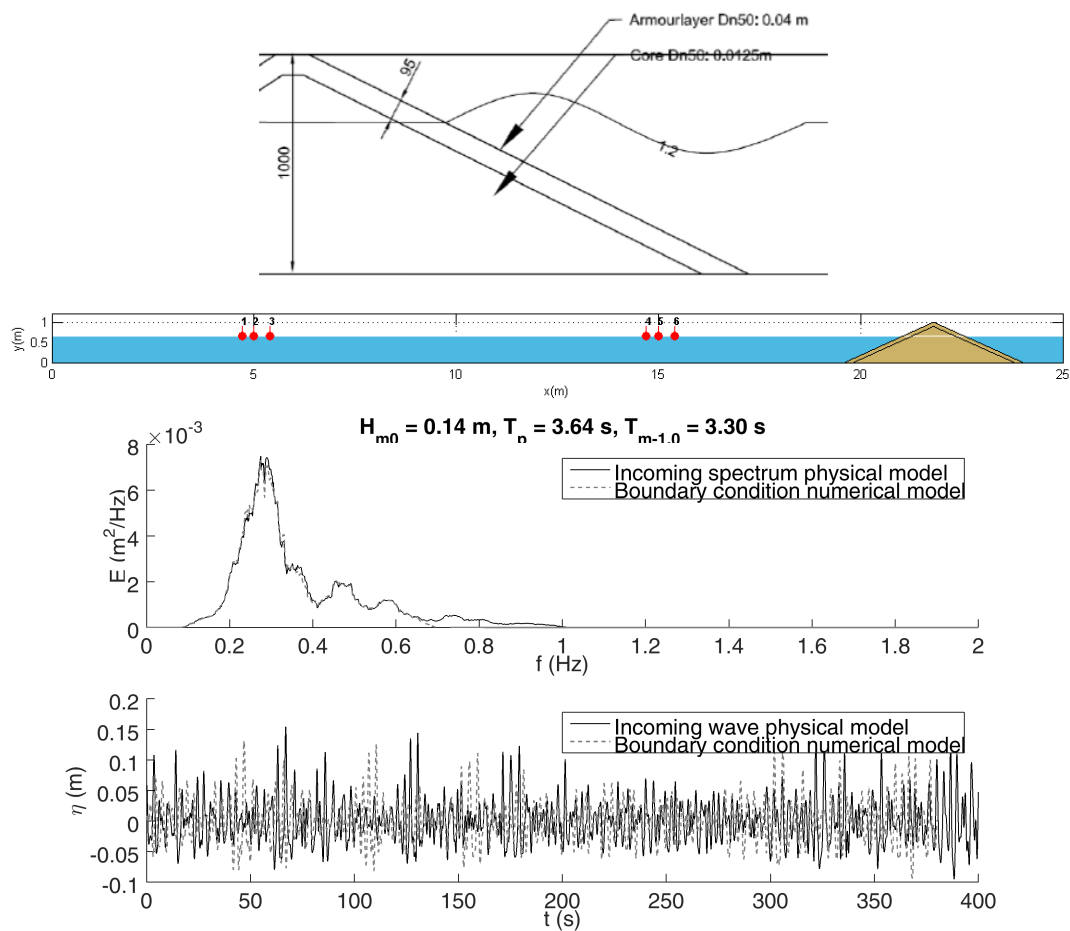 Armourlayer Dn50: 0.04 m
Core Dn50: 0.0125m
95
1.2
1000
1 2 3 4 5 6
y(m)
1
0.5
0
0 5 10 15 20 25
x(m)
H_m0 = 0.14 m, T_p = 3.64 s, T_m-1,0 = 3.30 s
×10^-3
8
6
4
2
0
E (m^2/Hz)
Incoming spectrum physical model
Boundary condition numerical model
0 0.2 0.4 0.6 0.8 1 1.2 1.4 1.6 1.8 2
f (Hz)
0.2
0.15
0.1
0.05
0
-0.05
-0.1
η (m)
Incoming wave physical model
Boundary condition numerical model
0 50 100 150 200 250 300 350 400
t (s)